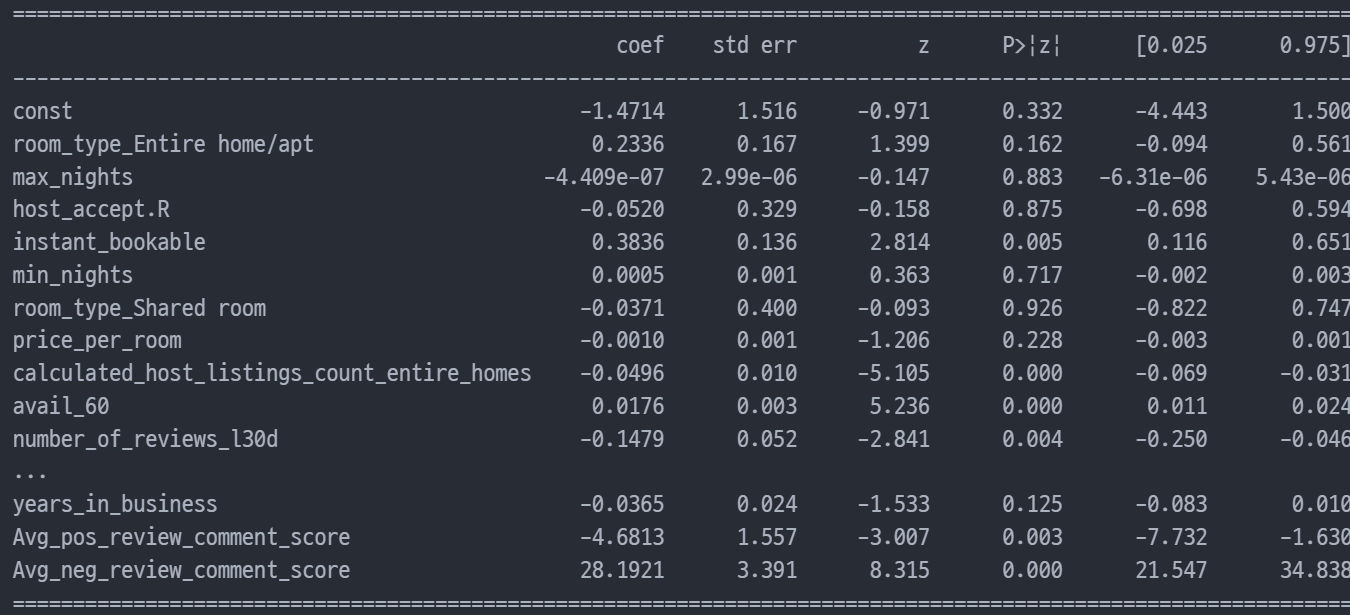 ==============================================================================================================
coef std err z P>¦z¦ [0.025 0.975]
--------------------------------------------------------------------------------------------------------------
const -1.4714 1.516 -0.971 0.332 -4.443 1.500
room_type_Entire home/apt 0.2336 0.167 1.399 0.162 -0.094 0.561
max_nights -4.409e-07 2.99e-06 -0.147 0.883 -6.31e-06 5.43e-06
host_accept.R -0.0520 0.329 -0.158 0.875 -0.698 0.594
instant_bookable 0.3836 0.136 2.814 0.005 0.116 0.651
min_nights 0.0005 0.001 0.363 0.717 -0.002 0.003
room_type_Shared room -0.0371 0.400 -0.093 0.926 -0.822 0.747
price_per_room -0.0010 0.001 -1.206 0.228 -0.003 0.001
calculated_host_listings_count_entire_homes -0.0496 0.010 -5.105 0.000 -0.069 -0.031
avail_60 0.0176 0.003 5.236 0.000 0.011 0.024
number_of_reviews_l30d -0.1479 0.052 -2.841 0.004 -0.250 -0.046
...
years_in_business -0.0365 0.024 -1.533 0.125 -0.083 0.010
Avg_pos_review_comment_score -4.6813 1.557 -3.007 0.003 -7.732 -1.630
Avg_neg_review_comment_score 28.1921 3.391 8.315 0.000 21.547 34.838
==============================================================================================================